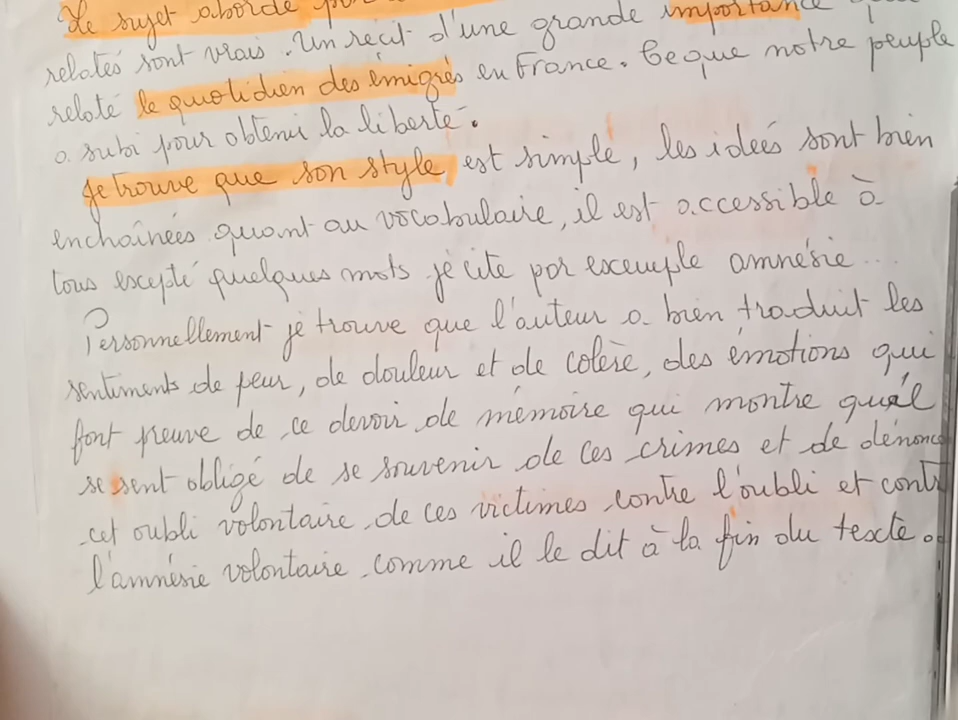 Le sujet aborde
relatés sont vrais. Un récit d'une grande importance
relaté le quotidien des émigrés en France. Ce que notre peuple
a subi pour obtenir la liberté.
Je trouve que son style est simple, les idées sont bien
enchaînées quant au vocabulaire, il est accessible à
tous excepté quelques mots je cite par exemple amnésie...
Personnellement je trouve que l'auteur a bien traduit les
sentiments de peur, de douleur et de colère, des émotions qui
font preuve de ce devoir de mémoire qui montre qu'il
se sent obligé de se souvenir de ces crimes et de dénonce
cet oubli volontaire de ces victimes contre l'oubli et contr
l'amnésie volontaire comme il le dit à la fin du texte.